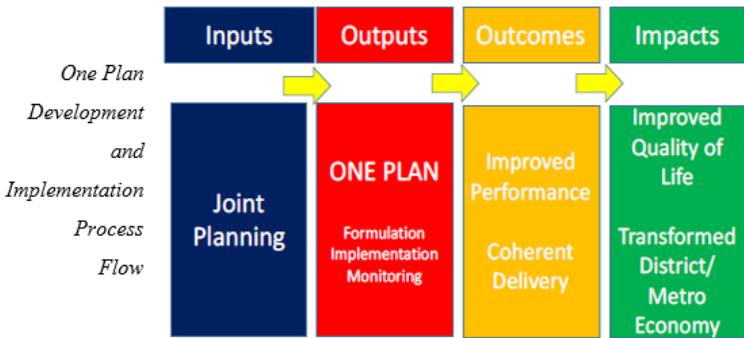 Inputs
Outputs
Outcomes
Impacts
One Plan
Development
and
Implementation
Process
Flow
Joint
Planning
ONE PLAN
Formulation
Implementation
Monitoring
Improved
Performance
Coherent
Delivery
Improved
Quality of
Life
Transformed
District/
Metro
Economy